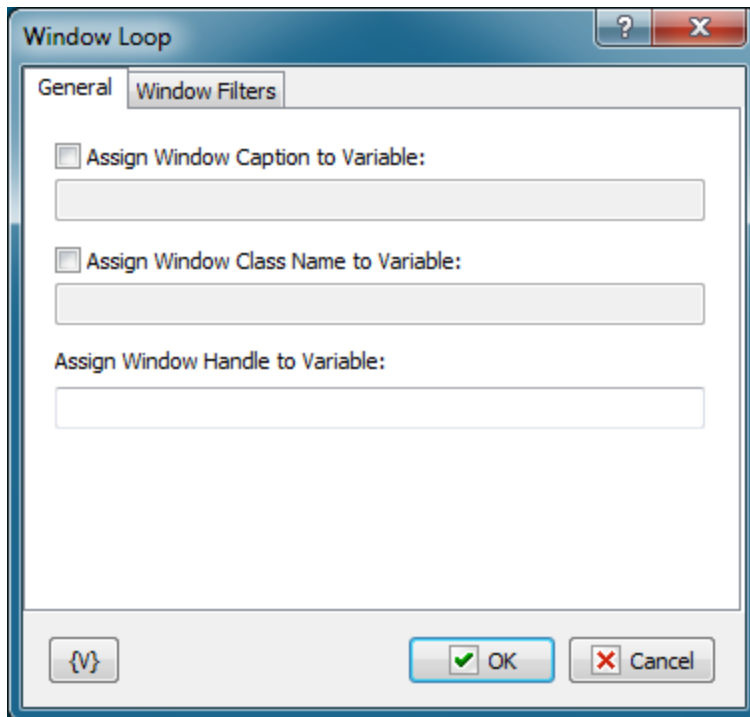 Window Loop
?
General
Window Filters
Assign Window Caption to Variable:
Assign Window Class Name to Variable:
Assign Window Handle to Variable:
{V}
OK
Cancel